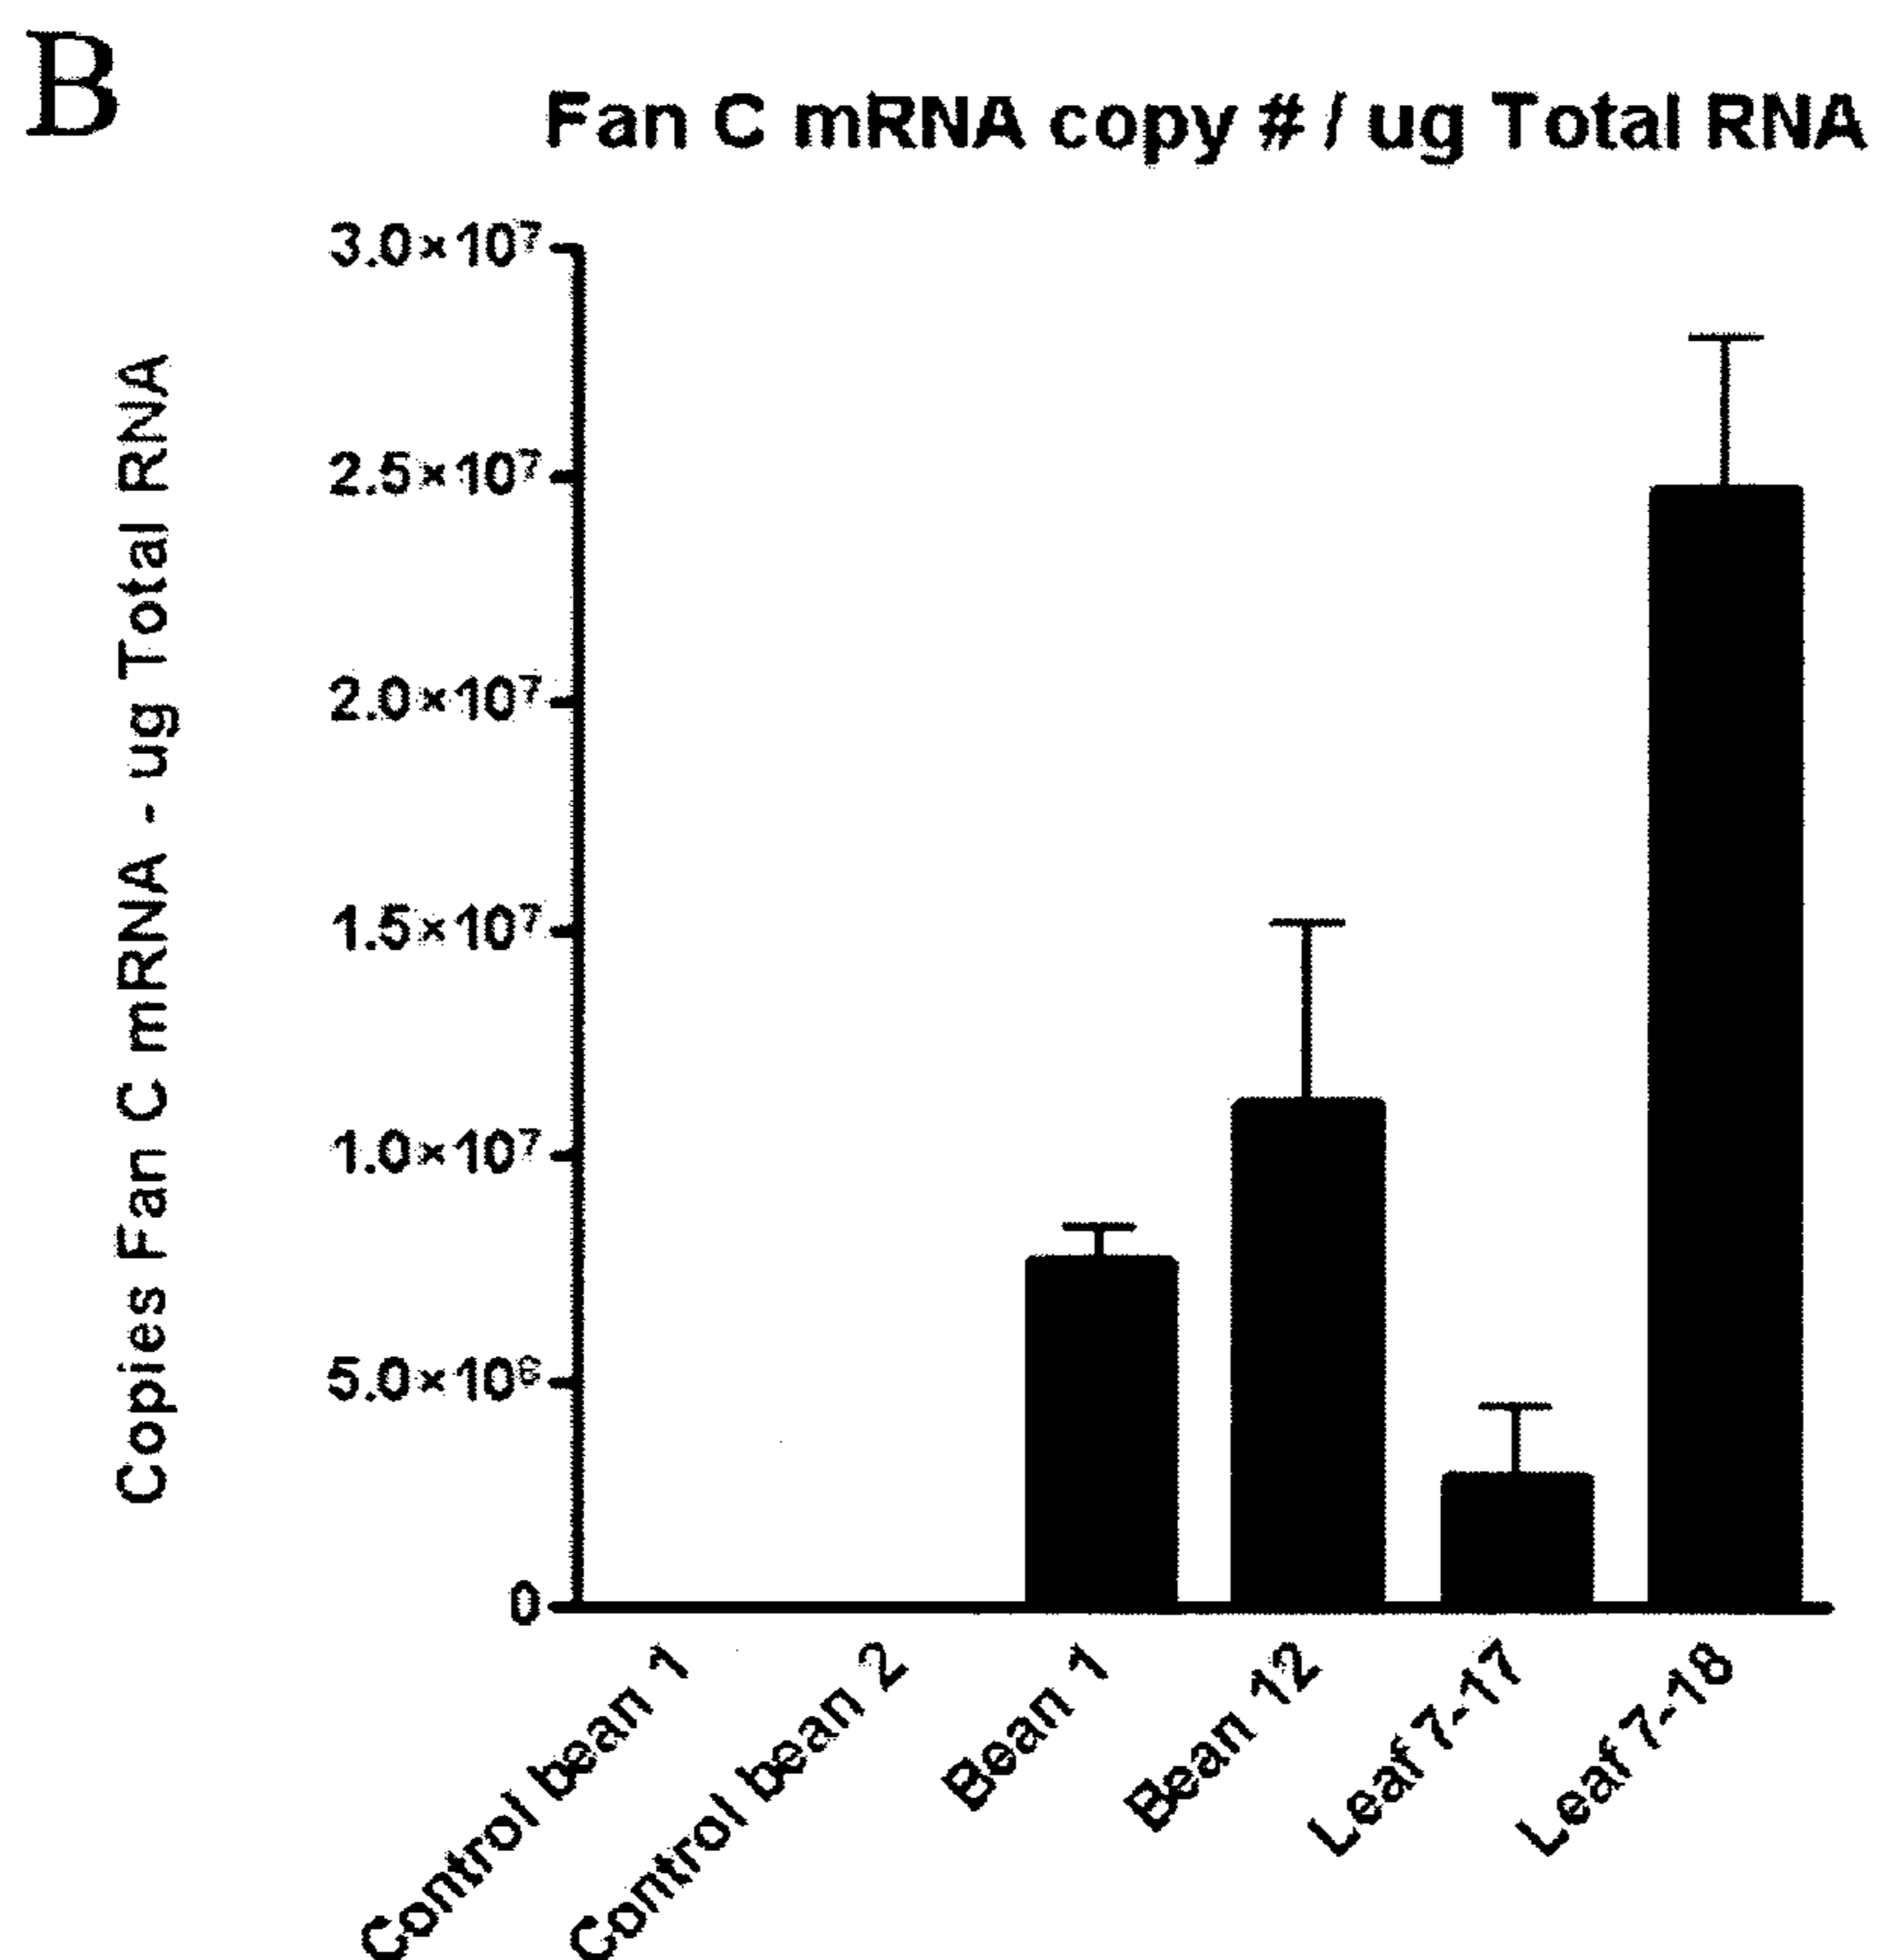 B
Fan C mRNA copy # / ug Total RNA
Copies Fan C mRNA - ug Total RNA
3.0×10⁷
2.5×10⁷
2.0×10⁷
1.5×10⁷
1.0×10⁷
5.0×10⁶
0
Control bean 1
Control bean 2
Bean 1
Bean 12
Leaf 7-17
Leaf 7-18